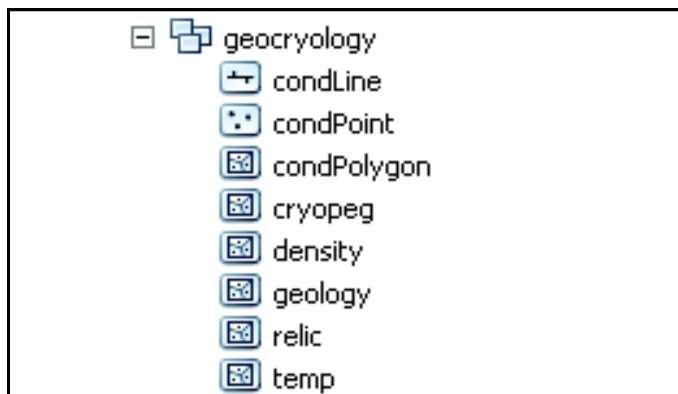 geocryology
condLine
condPoint
condPolygon
cryopeg
density
geology
relic
temp